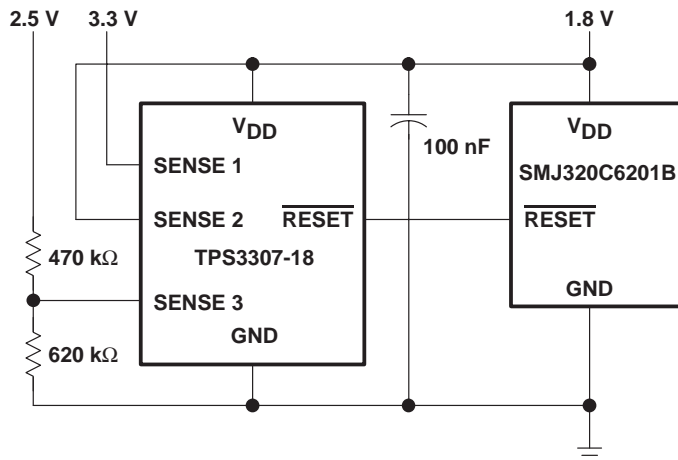 2.5 V 3.3 V 1.8 V
VDD VDD
SENSE 1 100 nF SMJ320C6201B
SENSE 2 RESET RESET
470 kΩ TPS3307-18
SENSE 3 GND
GND
620 kΩ